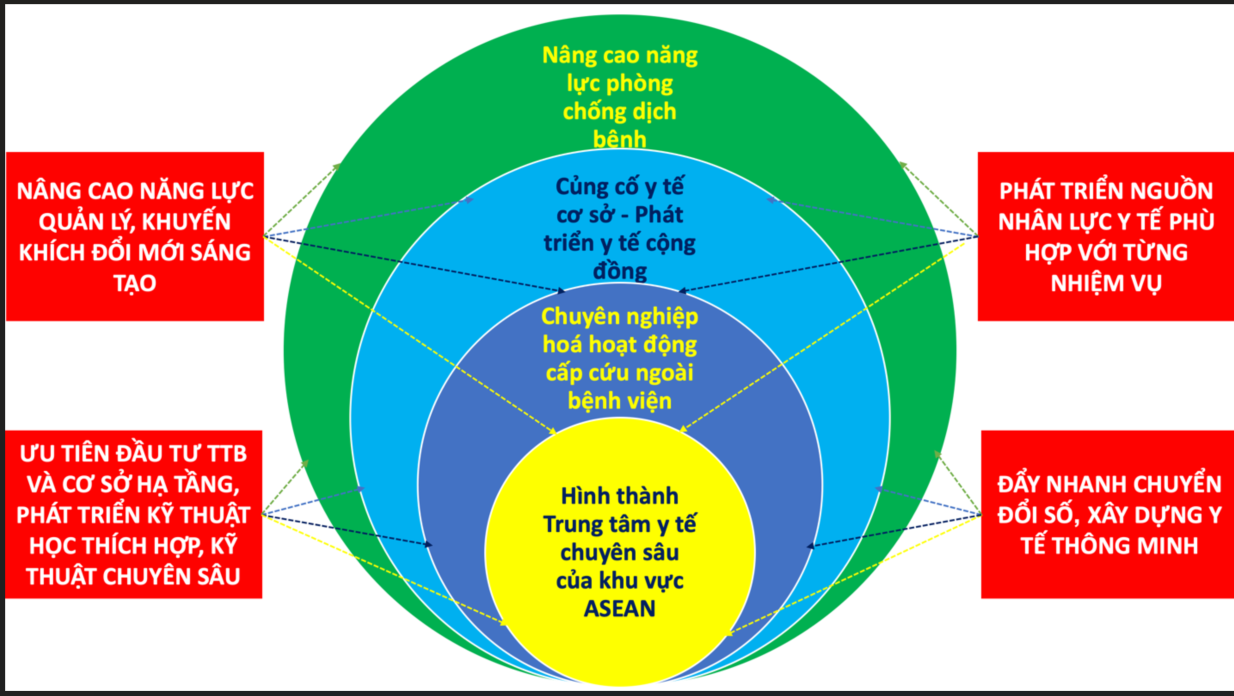 Nâng cao năng
lực phòng
chống dịch
bệnh
NÂNG CAO NĂNG LỰC
QUẢN LÝ, KHUYẾN
KHÍCH ĐỔI MỚI SÁNG
TẠO
Củng cố y tế
cơ sở - Phát
triển y tế cộng
đồng
PHÁT TRIỂN NGUỒN
NHÂN LỰC Y TẾ PHÙ
HỢP VỚI TỪNG
NHIỆM VỤ
Chuyên nghiệp
hoá hoạt động
cấp cứu ngoài
bệnh viện
ƯU TIÊN ĐẦU TƯ TTB
VÀ CƠ SỞ HẠ TẦNG,
PHÁT TRIỂN KỸ THUẬT
HỌC THÍCH HỢP, KỸ
THUẬT CHUYÊN SÂU
Hình thành
Trung tâm y tế
chuyên sâu
của khu vực
ASEAN
ĐẨY NHANH CHUYỂN
ĐỔI SỐ, XÂY DỰNG Y
TẾ THÔNG MINH